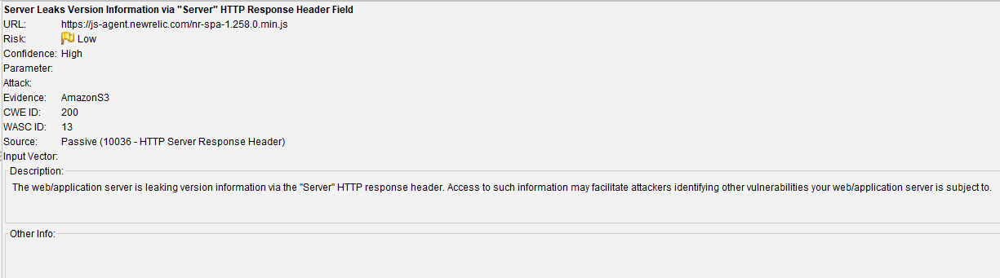 Server Leaks Version Information via "Server" HTTP Response Header Field
URL: https://js-agent.newrelic.com/nr-spa-1.258.0.min.js
Risk: Low
Confidence: High
Parameter:
Attack:
Evidence: AmazonS3
CWE ID: 200
WASC ID: 13
Source: Passive (10036 - HTTP Server Response Header)
Input Vector:
Description:
The web/application server is leaking version information via the "Server" HTTP response header. Access to such information may facilitate attackers identifying other vulnerabilities your web/application server is subject to.
Other Info: